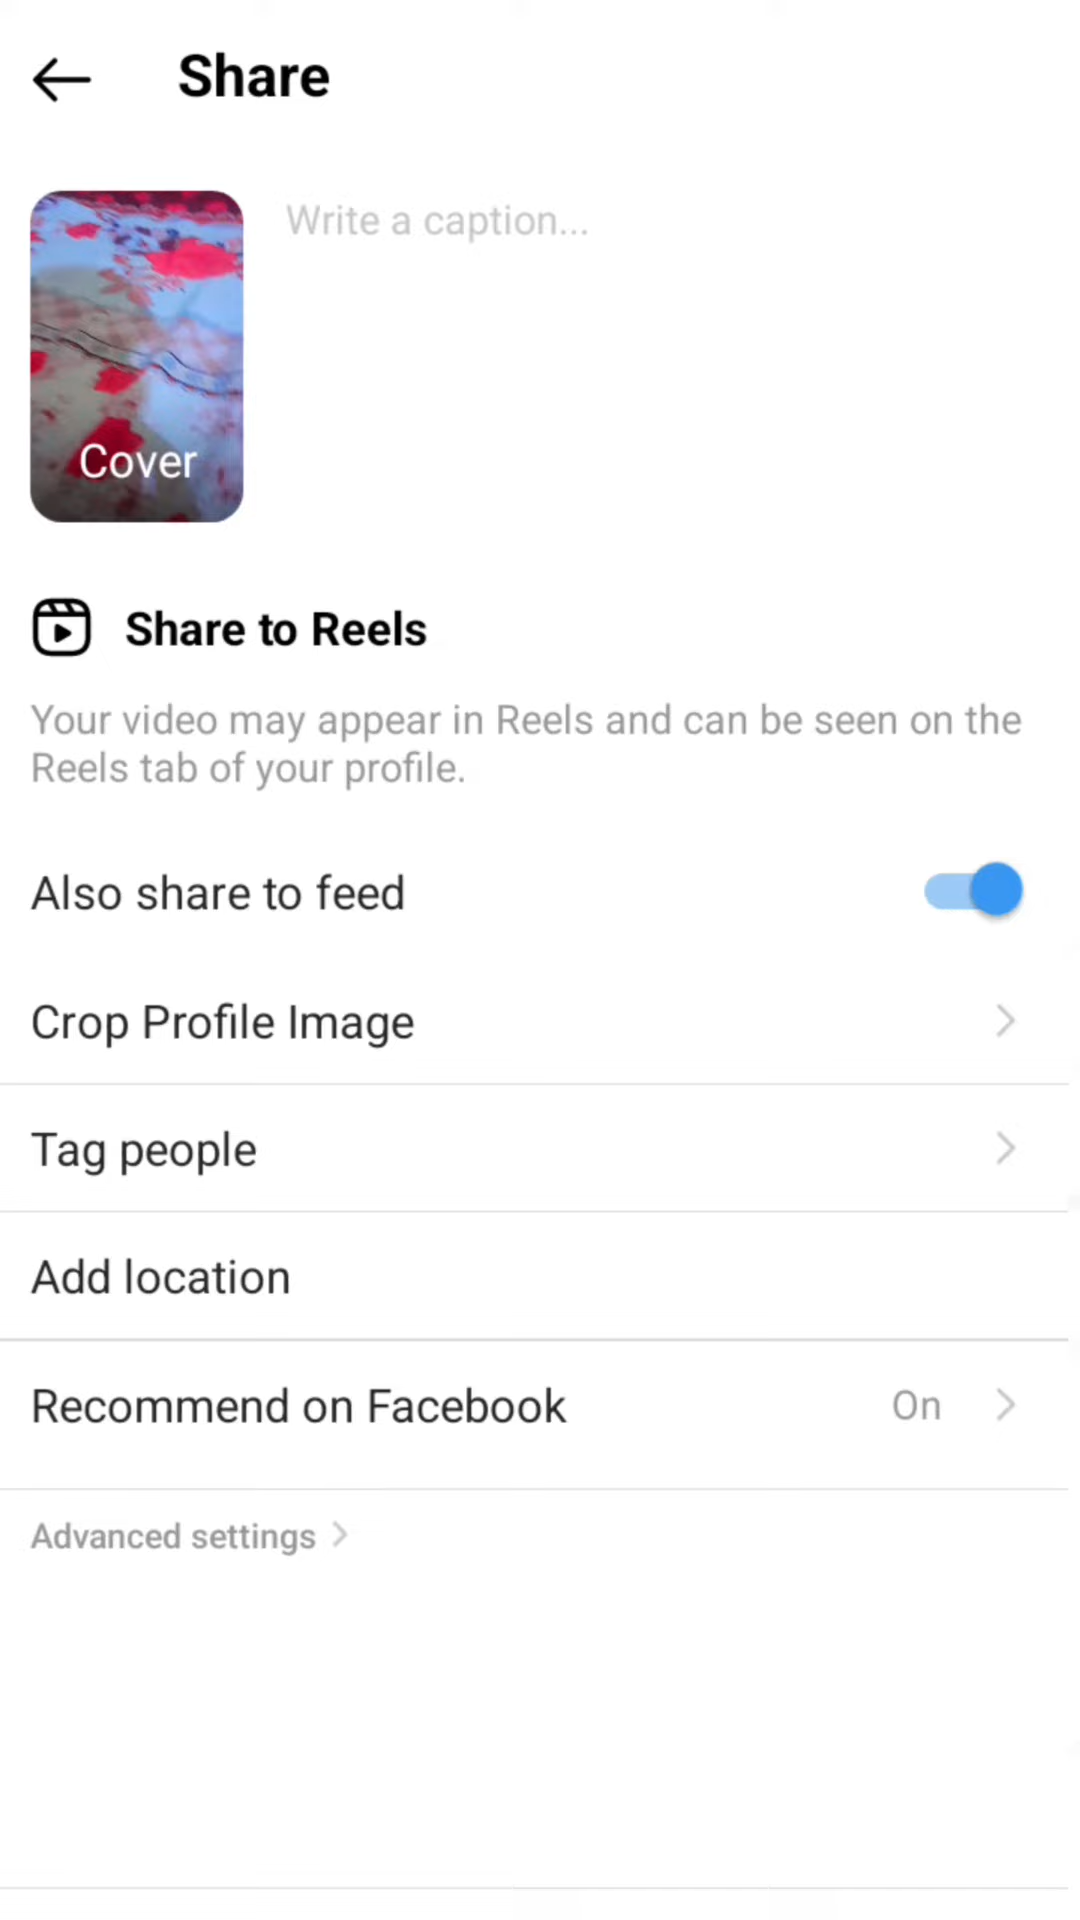 Share
Write a caption...
Cover
Share to Reels
Your video may appear in Reels and can be seen on the
Reels tab of your profile.
Also share to feed
Crop Profile Image
Tag people
Add location
Recommend on Facebook On
Advanced settings